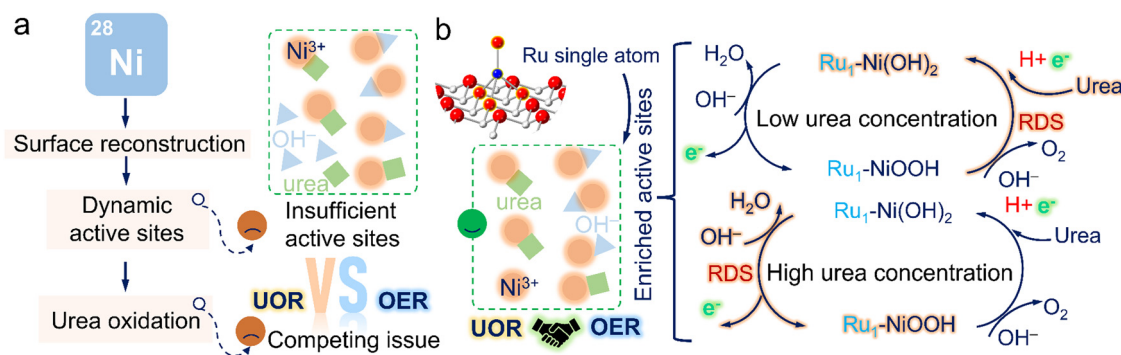 a
28
Ni
Surface reconstruction
Dynamic
active sites
Urea oxidation
Ni³⁺
OH⁻
urea
Insufficient
active sites
UOR VS OER
Competing issue
b
Ru single atom
urea
OH⁻
Ni³⁺
UOR OER
Enriched active sites
H₂O
OH⁻
e⁻
Ru₁-Ni(OH)₂
H+ e⁻
Urea
Low urea concentration
RDS
O₂
Ru₁-NiOOH
OH⁻
H₂O
OH⁻
RDS
e⁻
Ru₁-Ni(OH)₂
H+ e⁻
Urea
High urea concentration
O₂
Ru₁-NiOOH
OH⁻